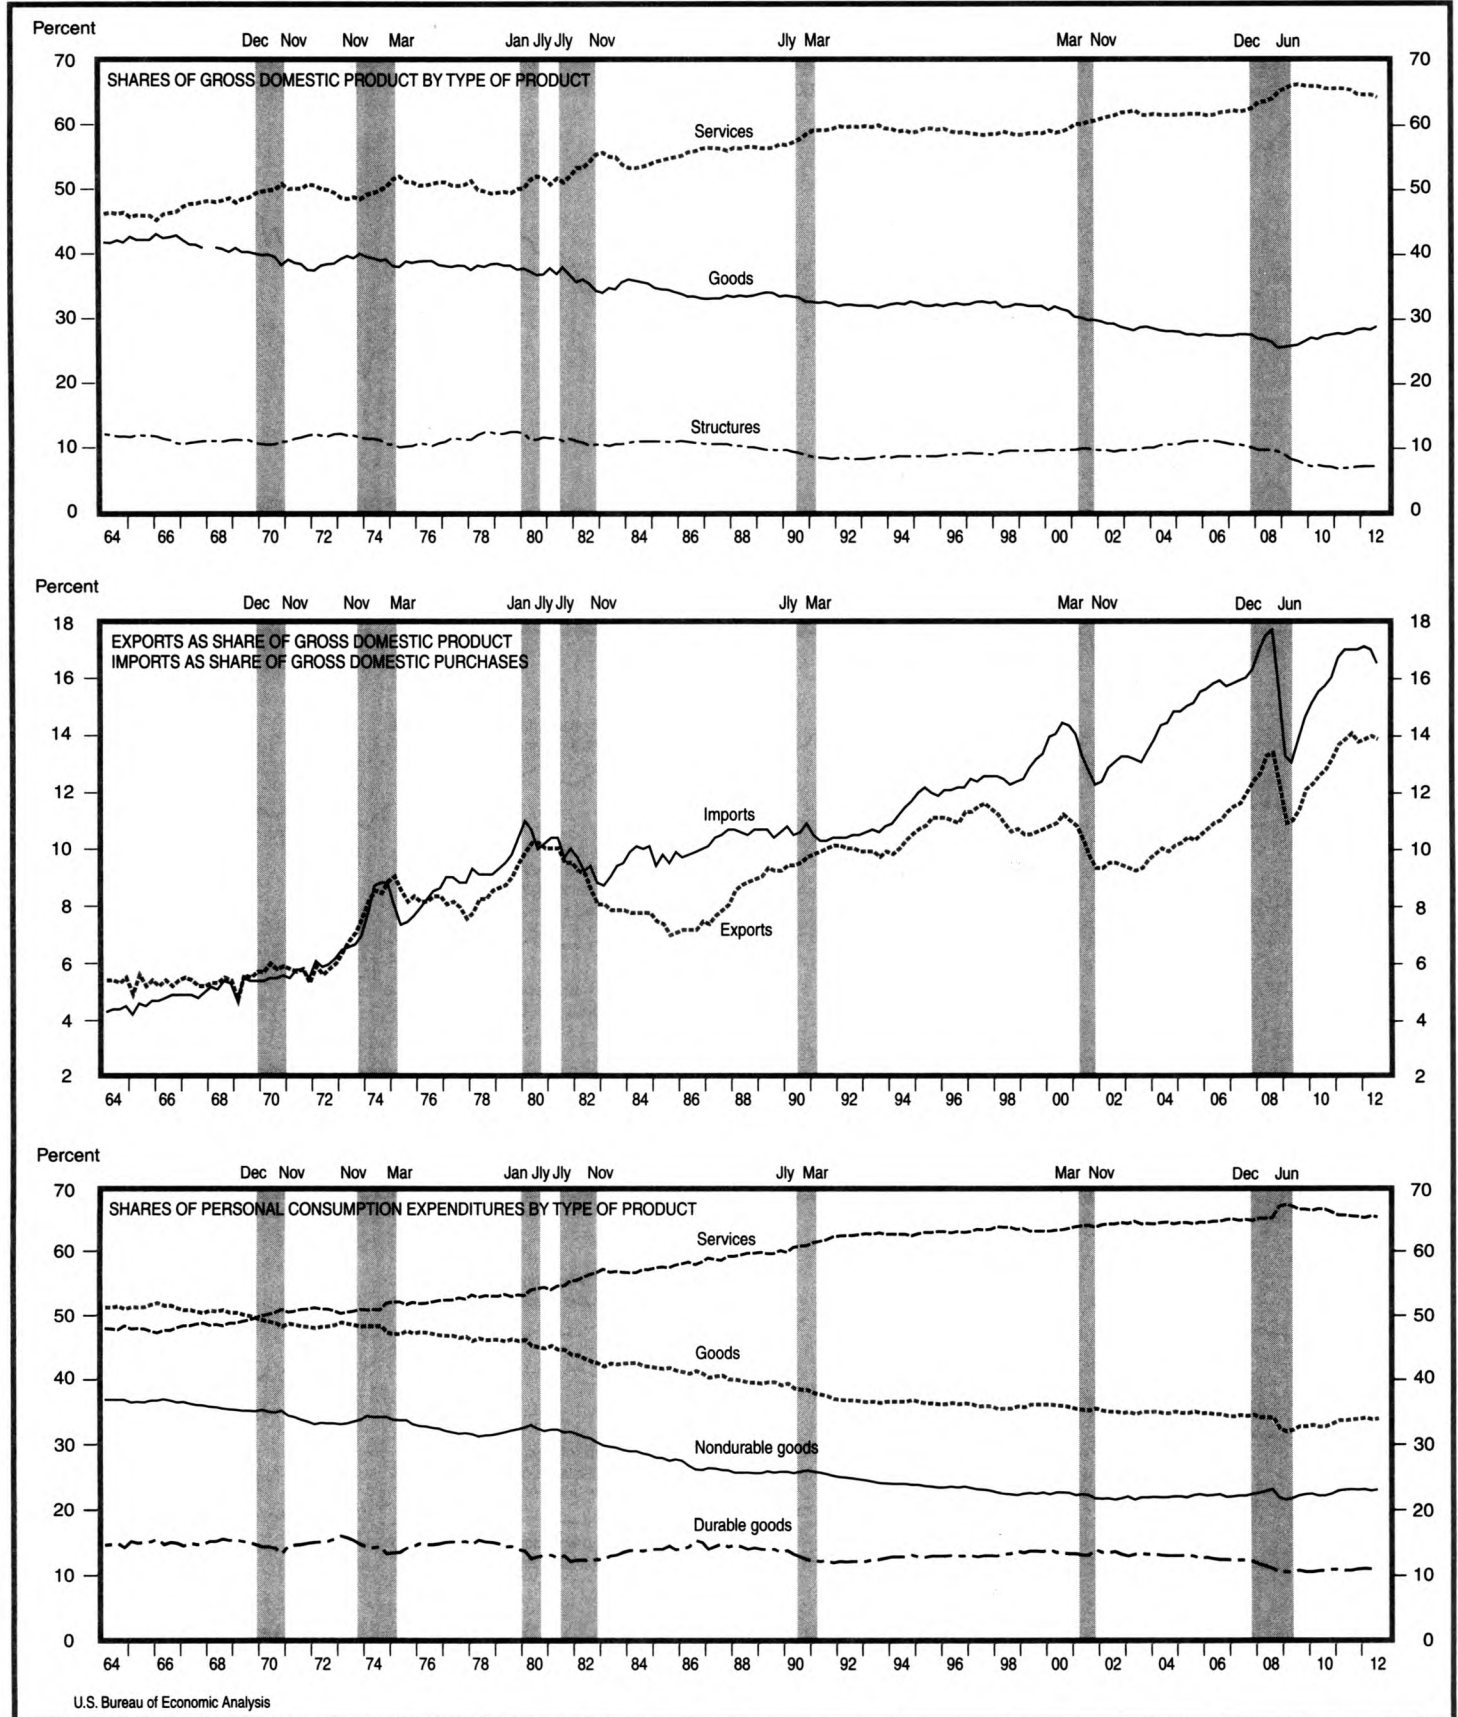 Percent
Dec Nov Nov Mar Jan Jly Jly Nov Jly Mar Mar Nov Dec Jun
70 70
SHARES OF GROSS DOMESTIC PRODUCT BY TYPE OF PRODUCT
60 60
Services
50 50
40 40
Goods
30 30
20 20
Structures
10 10
0 0
64 66 68 70 72 74 76 78 80 82 84 86 88 90 92 94 96 98 00 02 04 06 08 10 12
Percent
Dec Nov Nov Mar Jan Jly Jly Nov Jly Mar Mar Nov Dec Jun
18 18
EXPORTS AS SHARE OF GROSS DOMESTIC PRODUCT
IMPORTS AS SHARE OF GROSS DOMESTIC PURCHASES
16 16
14 14
12 12
Imports
10 10
8 8
Exports
6 6
4 4
2 2
64 66 68 70 72 74 76 78 80 82 84 86 88 90 92 94 96 98 00 02 04 06 08 10 12
Percent
Dec Nov Nov Mar Jan Jly Jly Nov Jly Mar Mar Nov Dec Jun
70 70
SHARES OF PERSONAL CONSUMPTION EXPENDITURES BY TYPE OF PRODUCT
Services
60 60
50 50
Goods
40 40
30 30
Nondurable goods
20 20
Durable goods
10 10
0 0
64 66 68 70 72 74 76 78 80 82 84 86 88 90 92 94 96 98 00 02 04 06 08 10 12
U.S. Bureau of Economic Analysis